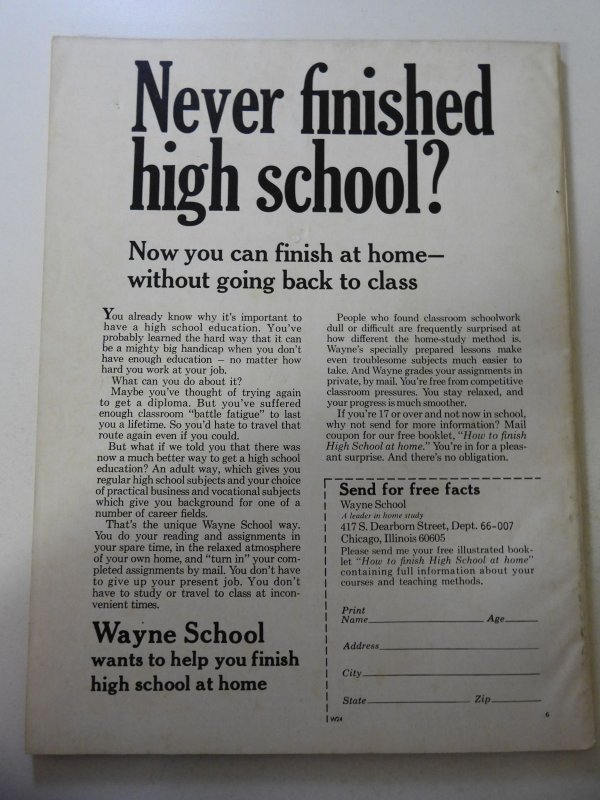 Never finished
high school?
Now you can finish at home—
without going back to class
You already know why it's important to
have a high school education. You've
probably learned the hard way that it can
be a mighty big handicap when you don't
have enough education – no matter how
hard you work at your job.
What can you do about it?
Maybe you've thought of trying again
to get a diploma. But you've suffered
enough classroom "battle fatigue" to last
you a lifetime. So you'd hate to travel that
route again even if you could.
But what if we told you that there was
now a much better way to get a high school
education? An adult way, which gives you
regular high school subjects and your choice
of practical business and vocational subjects
which give you background for one of a
number of career fields.
That's the unique Wayne School way.
You do your reading and assignments in
your spare time, in the relaxed atmosphere
of your own home, and "turn in" your com-
pleted assignments by mail. You don't have
to give up your present job. You don't
have to study or travel to class at incon-
venient times.
Wayne School
wants to help you finish
high school at home
People who found classroom schoolwork
dull or difficult are frequently surprised at
how different the home-study method is.
Wayne's specially prepared lessons make
even troublesome subjects much easier to
take. And Wayne grades your assignments in
private, by mail. You're free from competitive
classroom pressures. You stay relaxed, and
your progress is much smoother.
If you're 17 or over and not now in school,
why not send for more information? Mail
coupon for our free booklet, "How to finish
High School at home." You're in for a pleas-
ant surprise. And there's no obligation.
Send for free facts
Wayne School
A leader in home study
417 S. Dearborn Street, Dept. 66-007
Chicago, Illinois 60605
Please send me your free illustrated book-
let "How to finish High School at home"
containing full information about your
courses and teaching methods.
Print
Name Age
Address
City
State Zip
W24
6